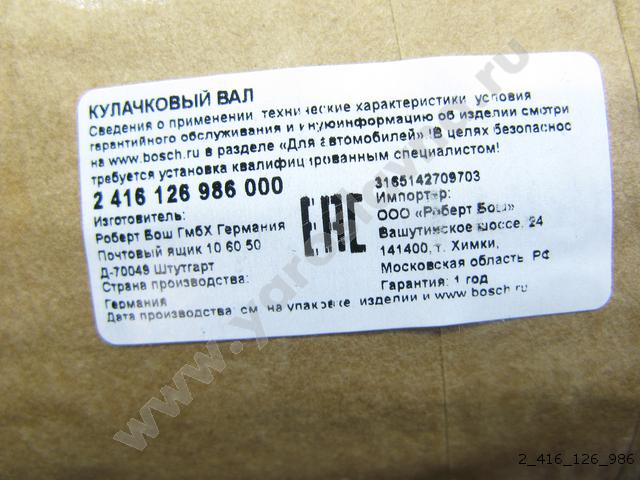 КУЛАЧКОВЫЙ ВАЛ
Сведения о применении, технические характеристики, условия
гарантийного обслуживания и иную информацию об изделии смотри
на www.bosch.ru в разделе «Для автомобилей» !В целях безопаснос
требуется установка квалифицированным специалистом!
2 416 126 986 000
Изготовитель:
Роберт Бош ГмбХ Германия
Почтовый ящик 10 60 50
Д-70049 Штутгарт
Страна производства:
Германия
Дата производства см. на упаковке, изделии и www.bosch.ru
EAC
3165142709703
Импортер:
ООО «Роберт Бош»
Вашутинское шоссе, 24
141400, г. Химки,
Московская область, РФ
Гарантия: 1 год
2_416_126_986